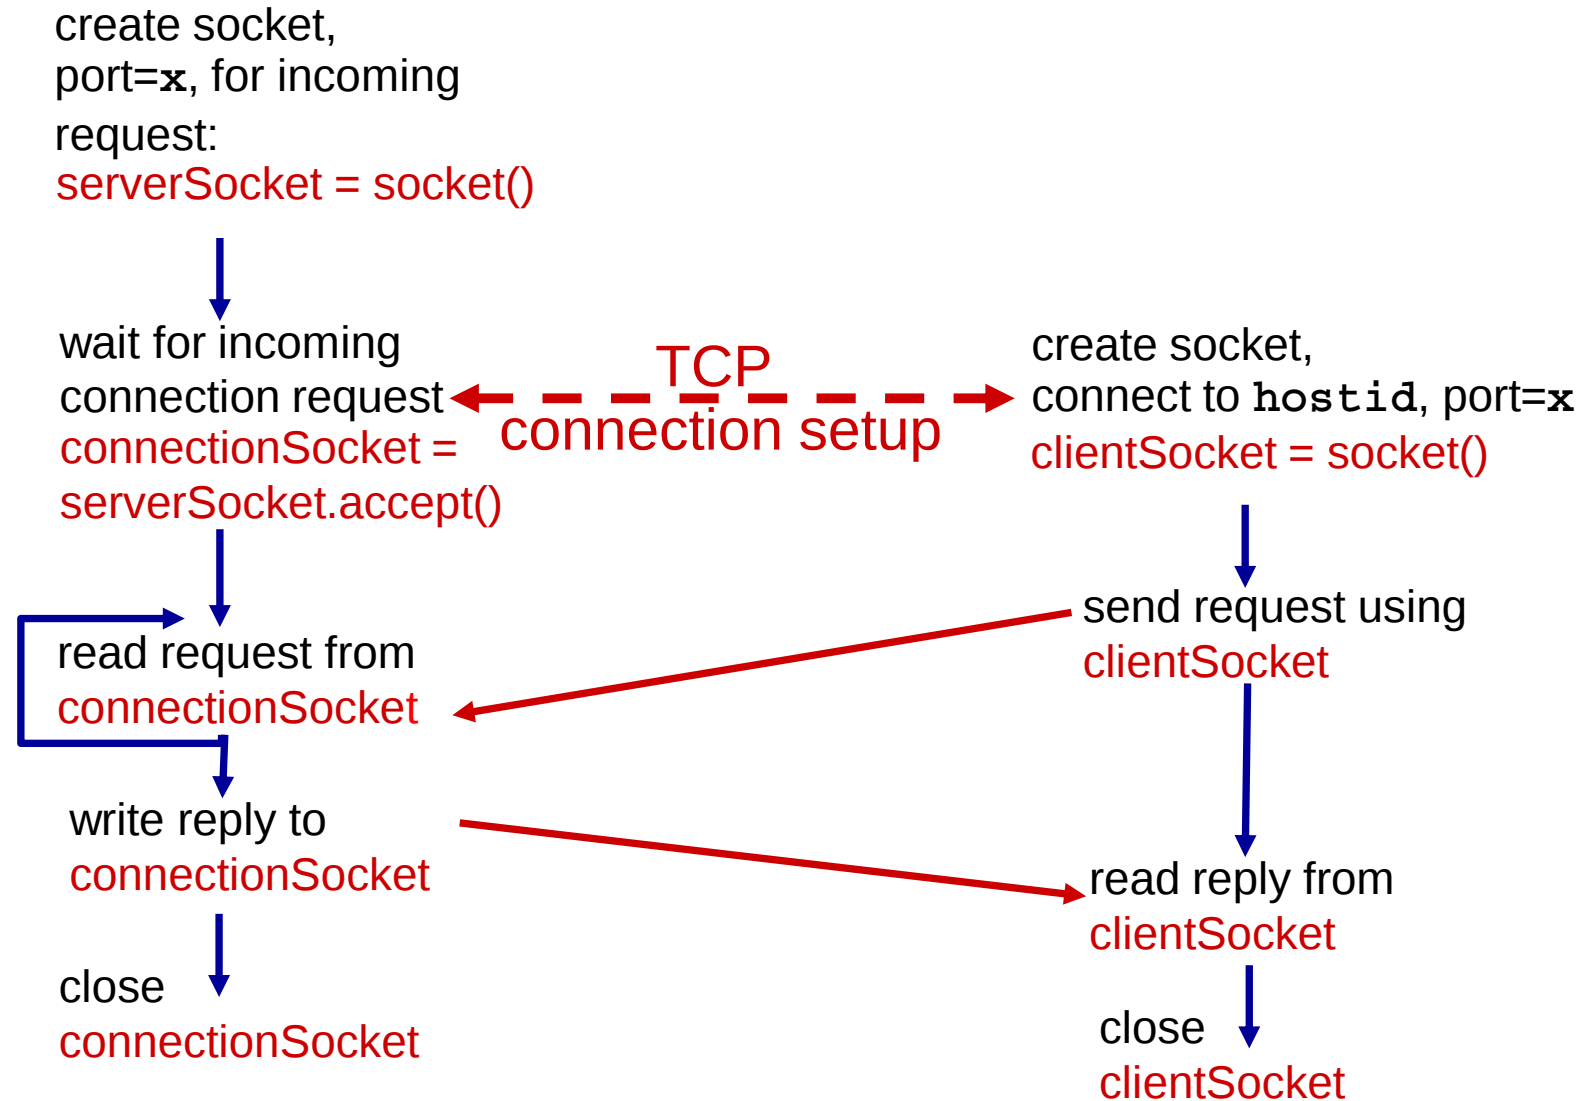 create socket,
port=x, for incoming
request:
serverSocket = socket()
wait for incoming
connection request
connectionSocket =
serverSocket.accept()
TCP
connection setup
create socket,
connect to hostid, port=x
clientSocket = socket()
send request using
clientSocket
read request from
connectionSocket
write reply to
connectionSocket
read reply from
clientSocket
close
connectionSocket
close
clientSocket